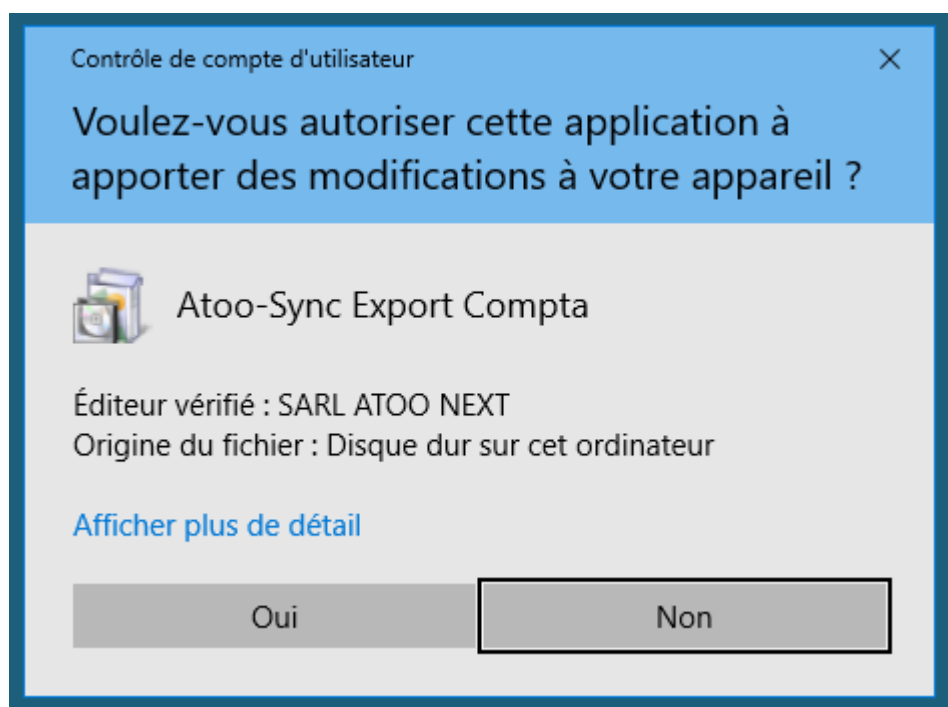 Contrôle de compte d'utilisateur
Voulez-vous autoriser cette application à
apporter des modifications à votre appareil ?
Atoo-Sync Export Compta
Éditeur vérifié : SARL ATOO NEXT
Origine du fichier : Disque dur sur cet ordinateur
Afficher plus de détail
Oui Non